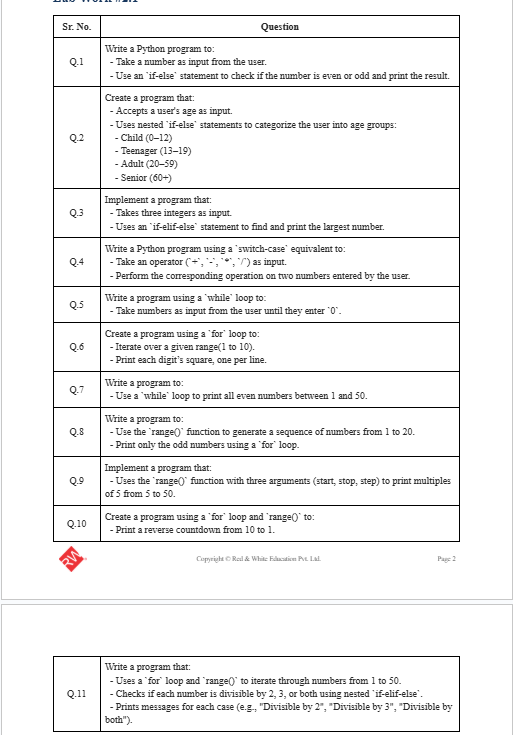 Lab Work #2.1
Sr. No. Question
Q.1
Write a Python program to:
- Take a number as input from the user.
- Use an `if-else` statement to check if the number is even or odd and print the result.
Q.2
Create a program that:
- Accepts a user's age as input.
- Uses nested `if-else` statements to categorize the user into age groups:
- Child (0–12)
- Teenager (13–19)
- Adult (20–59)
- Senior (60+)
Q.3
Implement a program that:
- Takes three integers as input.
- Uses an `if-elif-else` statement to find and print the largest number.
Q.4
Write a Python program using a `switch-case` equivalent to:
- Take an operator (`+`, `-`, `*`, `/`) as input.
- Perform the corresponding operation on two numbers entered by the user.
Q.5
Write a program using a `while` loop to:
- Take numbers as input from the user until they enter `0`.
Q.6
Create a program using a `for` loop to:
- Iterate over a given range(1 to 10).
- Print each digit's square, one per line.
Q.7
Write a program to:
- Use a `while` loop to print all even numbers between 1 and 50.
Q.8
Write a program to:
- Use the `range()` function to generate a sequence of numbers from 1 to 20.
- Print only the odd numbers using a `for` loop.
Q.9
Implement a program that:
- Uses the `range()` function with three arguments (start, stop, step) to print multiples
of 5 from 5 to 50.
Q.10
Create a program using a `for` loop and `range()` to:
- Print a reverse countdown from 10 to 1.
RW
Copyright © Red & White Education Pvt. Ltd. Page 2
Q.11
Write a program that:
- Uses a `for` loop and `range()` to iterate through numbers from 1 to 50.
- Checks if each number is divisible by 2, 3, or both using nested `if-elif-else`.
- Prints messages for each case (e.g., "Divisible by 2", "Divisible by 3", "Divisible by
both").